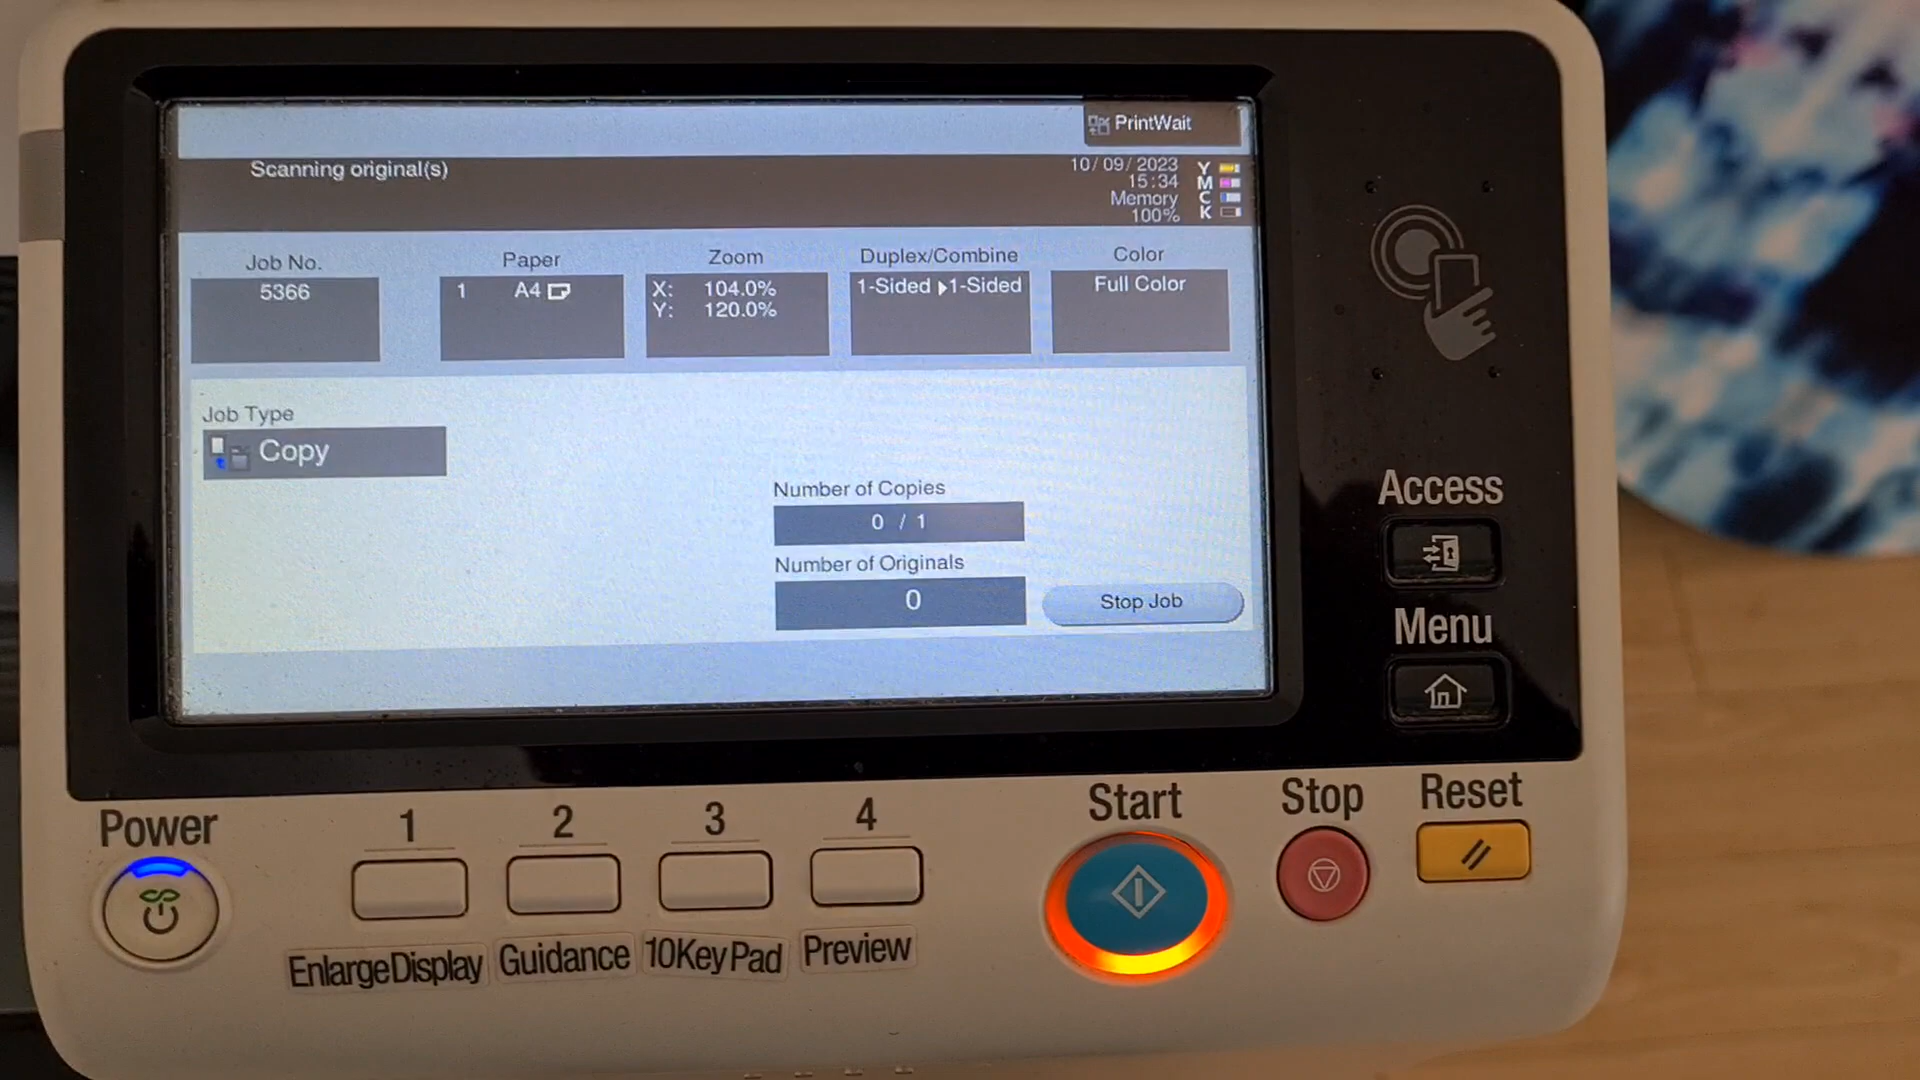 PrintWait
Scanning original(s)
10/09/2023
15:34
Memory
100%
Y
M
C
K
Job No.
5366
Paper
1 A4
Zoom
X: 104.0%
Y: 120.0%
Duplex/Combine
1-Sided ▶1-Sided
Color
Full Color
Job Type
Copy
Number of Copies
0 / 1
Number of Originals
0
Stop Job
Access
Menu
Power
1
2
3
4
Start
Stop
Reset
EnlargeDisplay
Guidance
10KeyPad
Preview